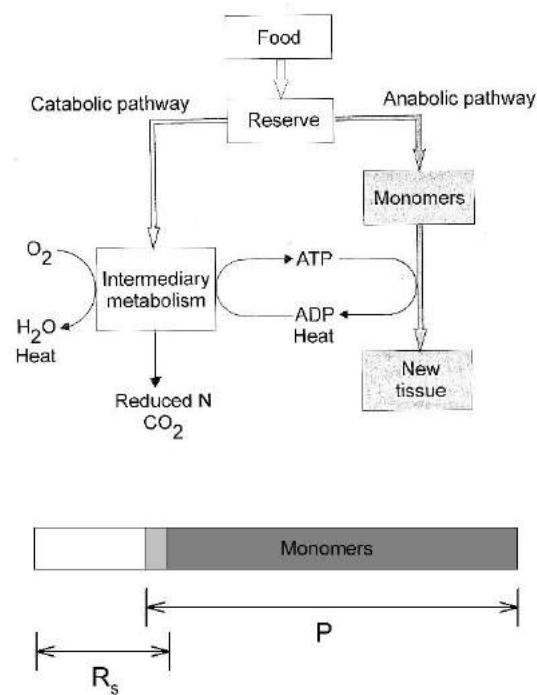 Food
Catabolic pathway
Anabolic pathway
Reserve
Monomers
O2
Intermediary
metabolism
ATP
H2O
Heat
ADP
Heat
New
tissue
Reduced N
CO2
Monomers
P
Rs